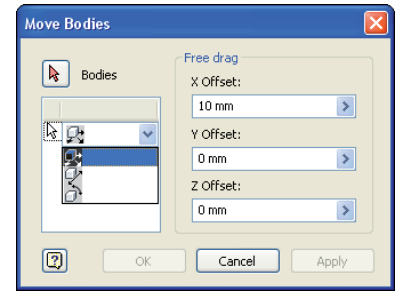 Move Bodies
Bodies
Free drag
X Offset:
10 mm
Y Offset:
0 mm
Z Offset:
0 mm
?
OK
Cancel
Apply